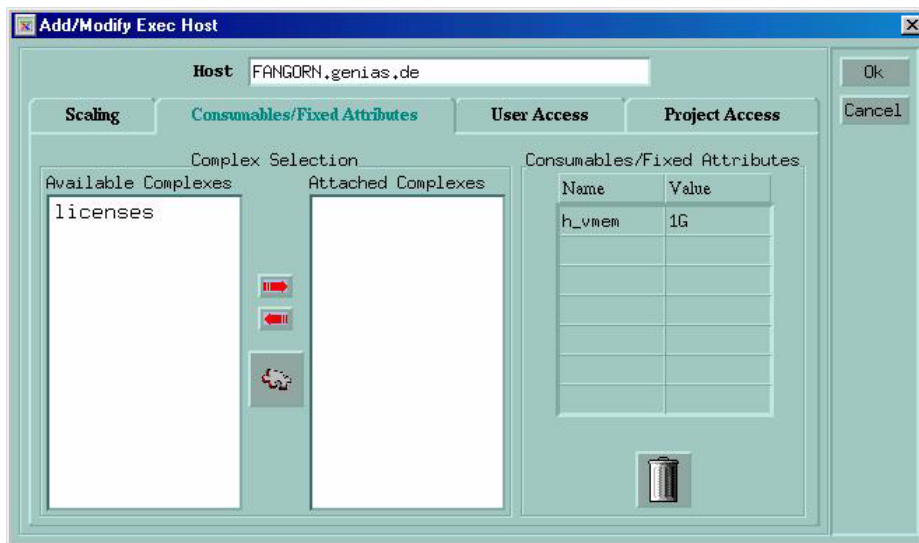 Add/Modify Exec Host
Host FANGORN.genias.de
Ok
Cancel
Scaling Consumables/Fixed Attributes User Access Project Access
Complex Selection
Available Complexes Attached Complexes
licenses
Consumables/Fixed Attributes
Name Value
h_vmem 1G